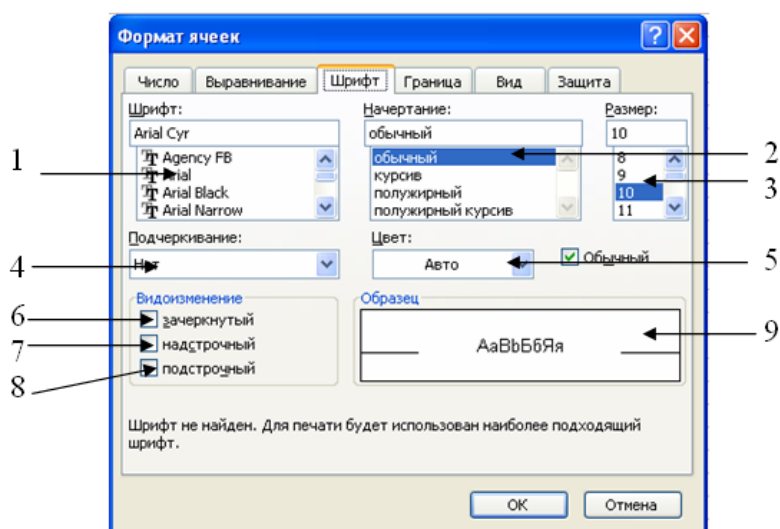 Формат ячеек
Число Выравнивание Шрифт Граница Вид Защита
Шрифт: Начертание: Размер:
Arial Cyr обычный 10
1 Agency FB обычный 8 2
Arial курсив 9 3
Arial Black полужирный 10
Arial Narrow полужирный курсив 11
Подчеркивание: Цвет:
4 Нет Авто Обычный 5
Видоизменение Образец
6 зачеркнутый 9
7 надстрочный АаBbБбЯя
8 подстрочный
Шрифт не найден. Для печати будет использован наиболее подходящий
шрифт.
ОК Отмена